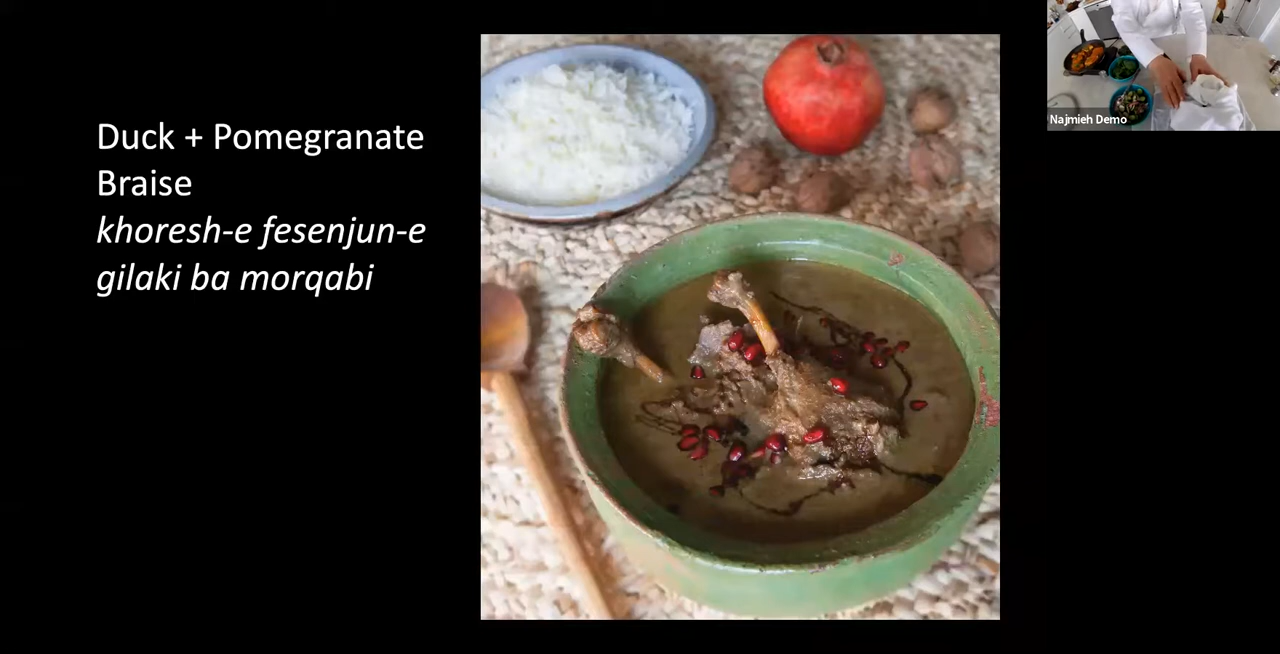 Duck + Pomegranate
Braise
khoresh-e fesenjun-e
gilaki ba morqabi
Najmieh Demo